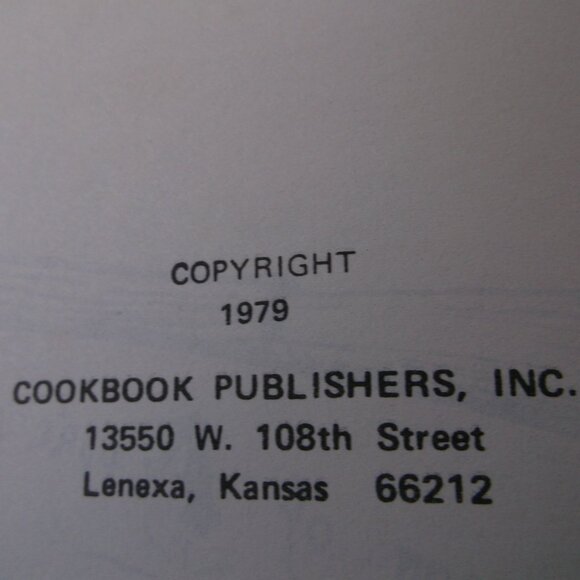 COPYRIGHT
1979
COOKBOOK PUBLISHERS, INC.
13550 W. 108th Street
Lenexa, Kansas 66212